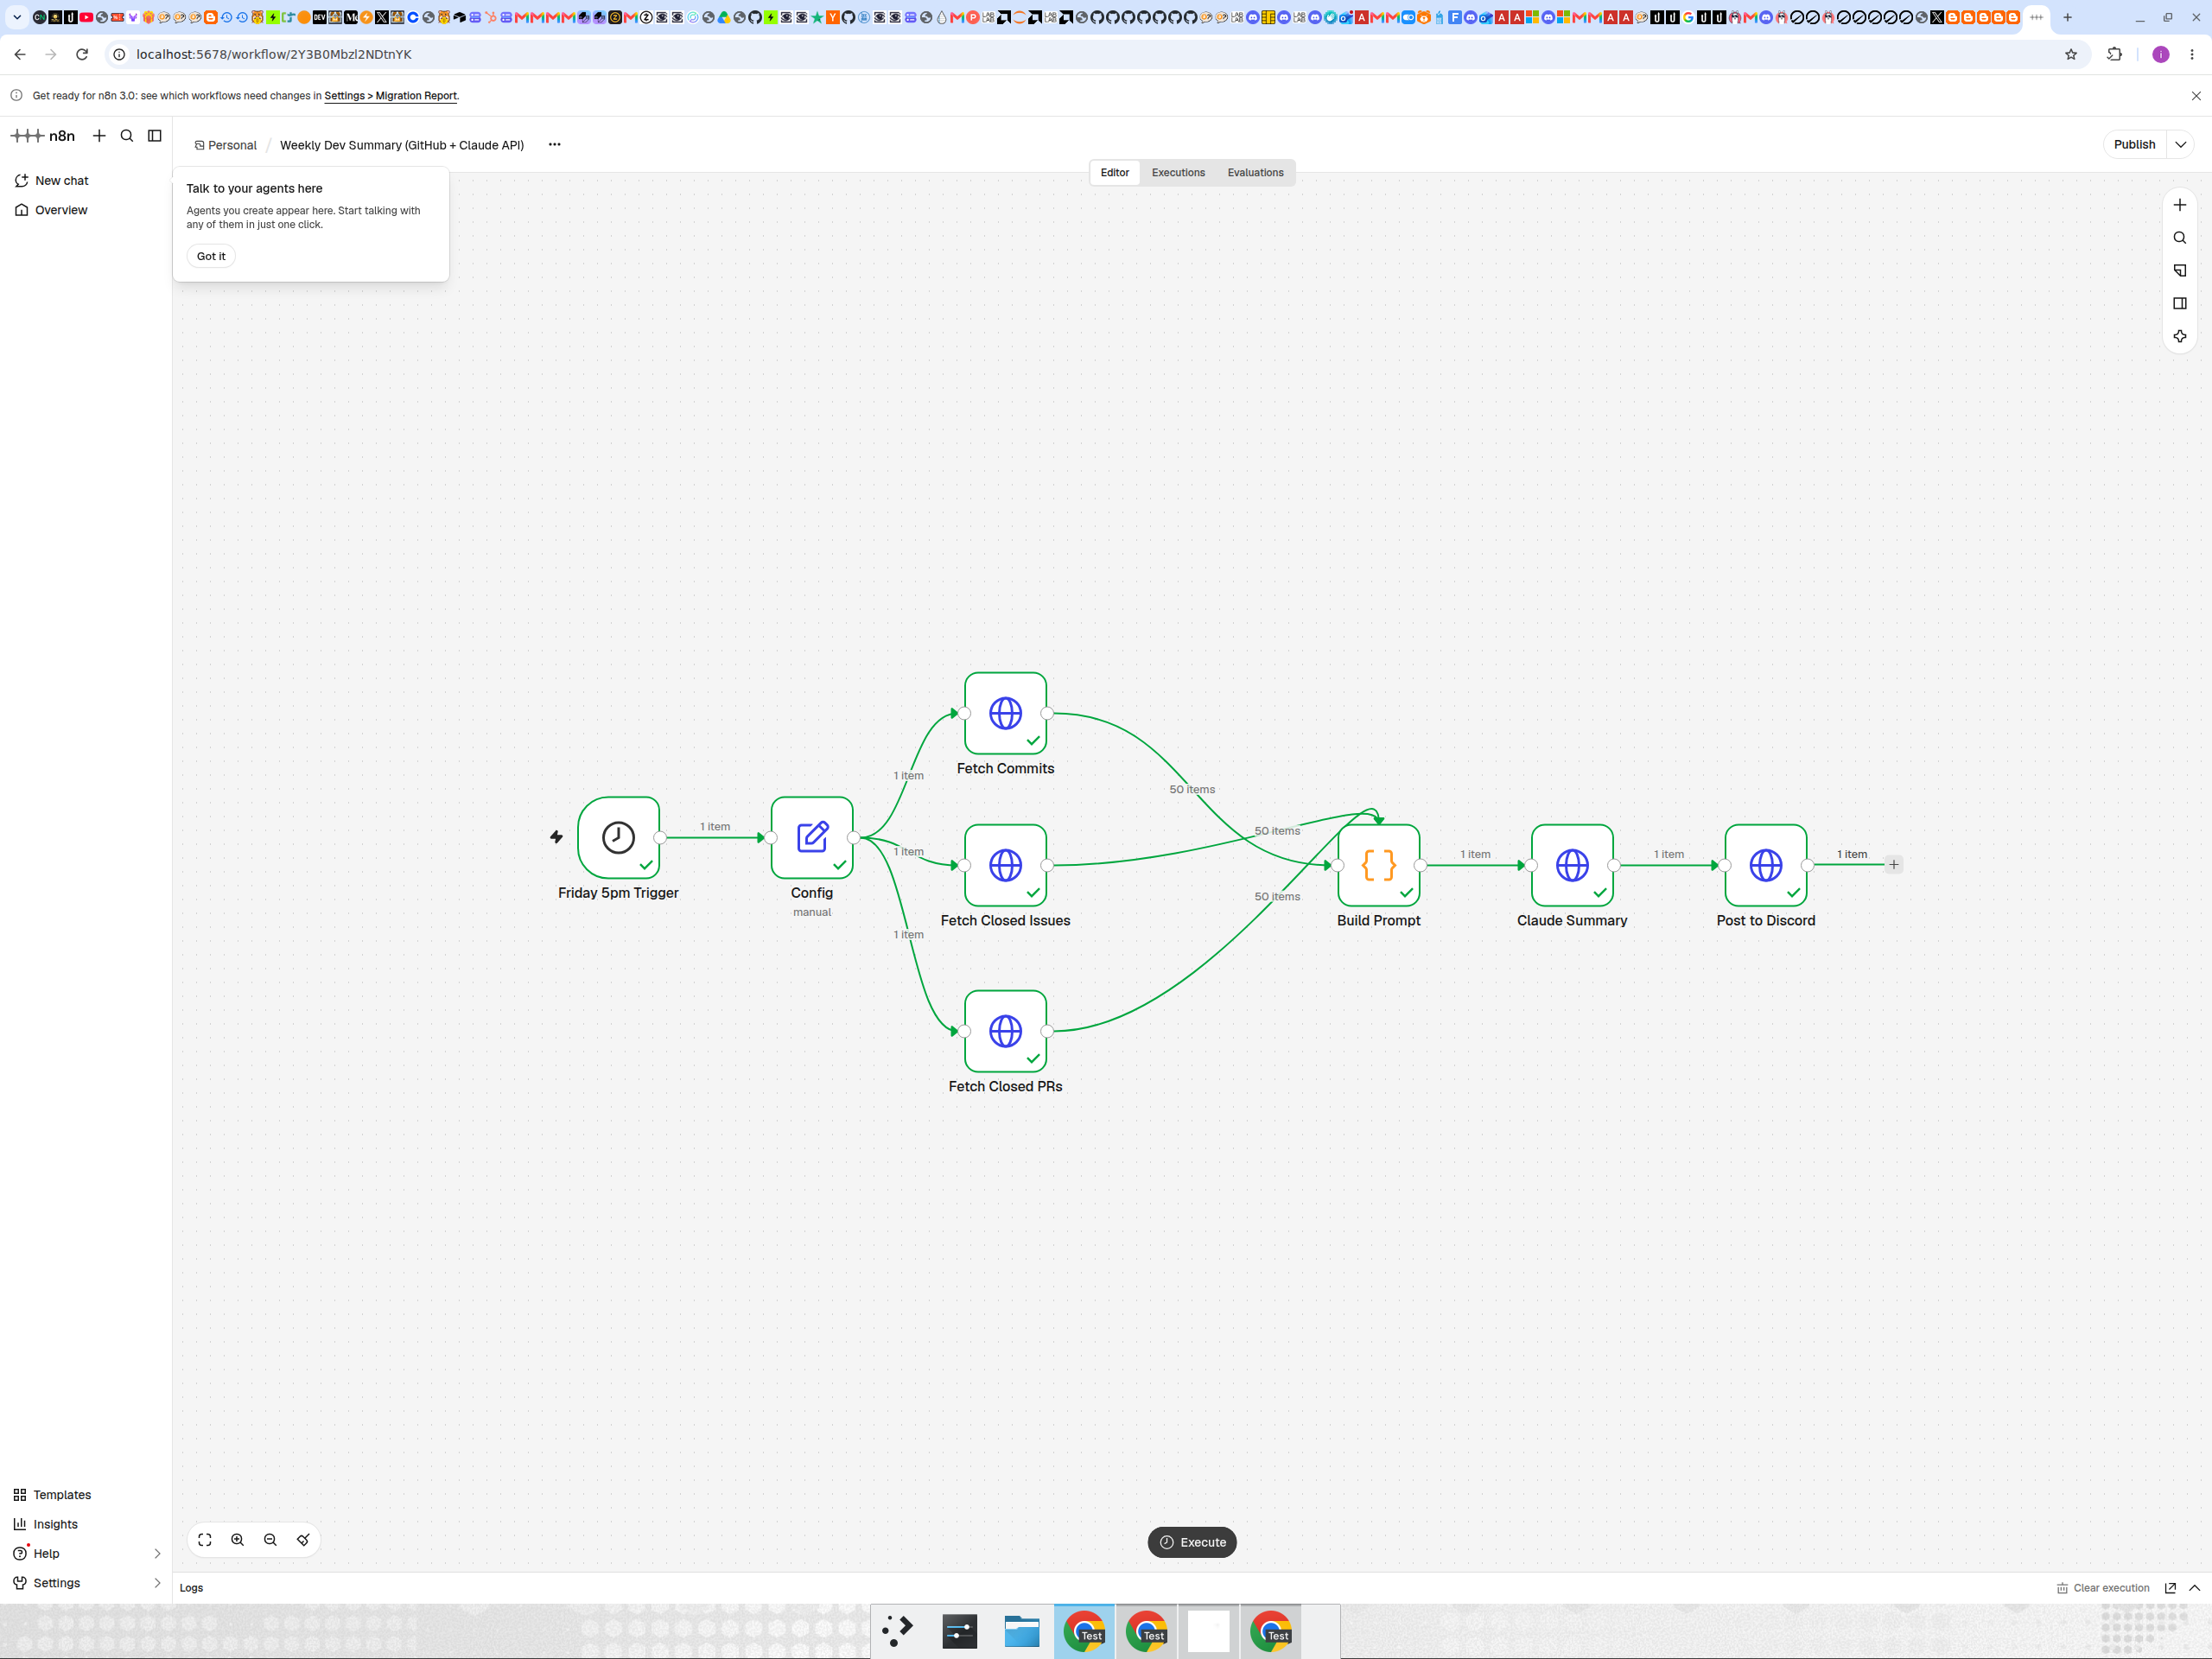 localhost:5678/workflow/2Y3B0Mbzl2NDtnYK
Get ready for n8n 3.0: see which workflows need changes in Settings > Migration Report.
n8n
Personal / Weekly Dev Summary (GitHub + Claude API)
Publish
Editor
Executions
Evaluations
New chat
Overview
Talk to your agents here
Agents you create appear here. Start talking with
any of them in just one click.
Got it
Fetch Commits
1 item
50 items
1 item
50 items
1 item
1 item
1 item
1 item
Friday 5pm Trigger
Config
manual
50 items
Fetch Closed Issues
Build Prompt
Claude Summary
Post to Discord
1 item
Fetch Closed PRs
Templates
Insights
Help
Settings
Execute
Logs
Clear execution
Test
Test
Test